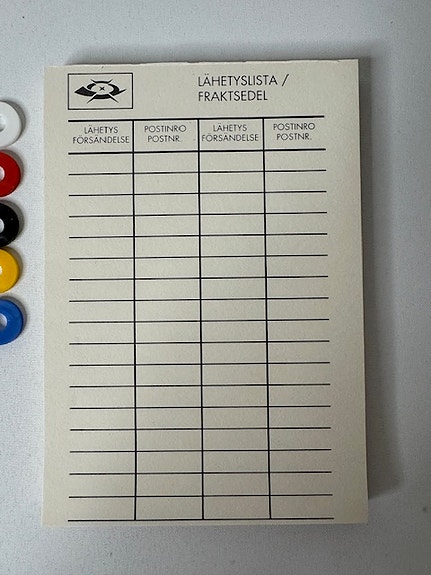 LÄHETYSLISTA /
FRAKTSEDEL
LÄHETYS POSTINRO LÄHETYS POSTINRO
FÖRSÄNDELSE POSTNR. FÖRSÄNDELSE POSTNR.